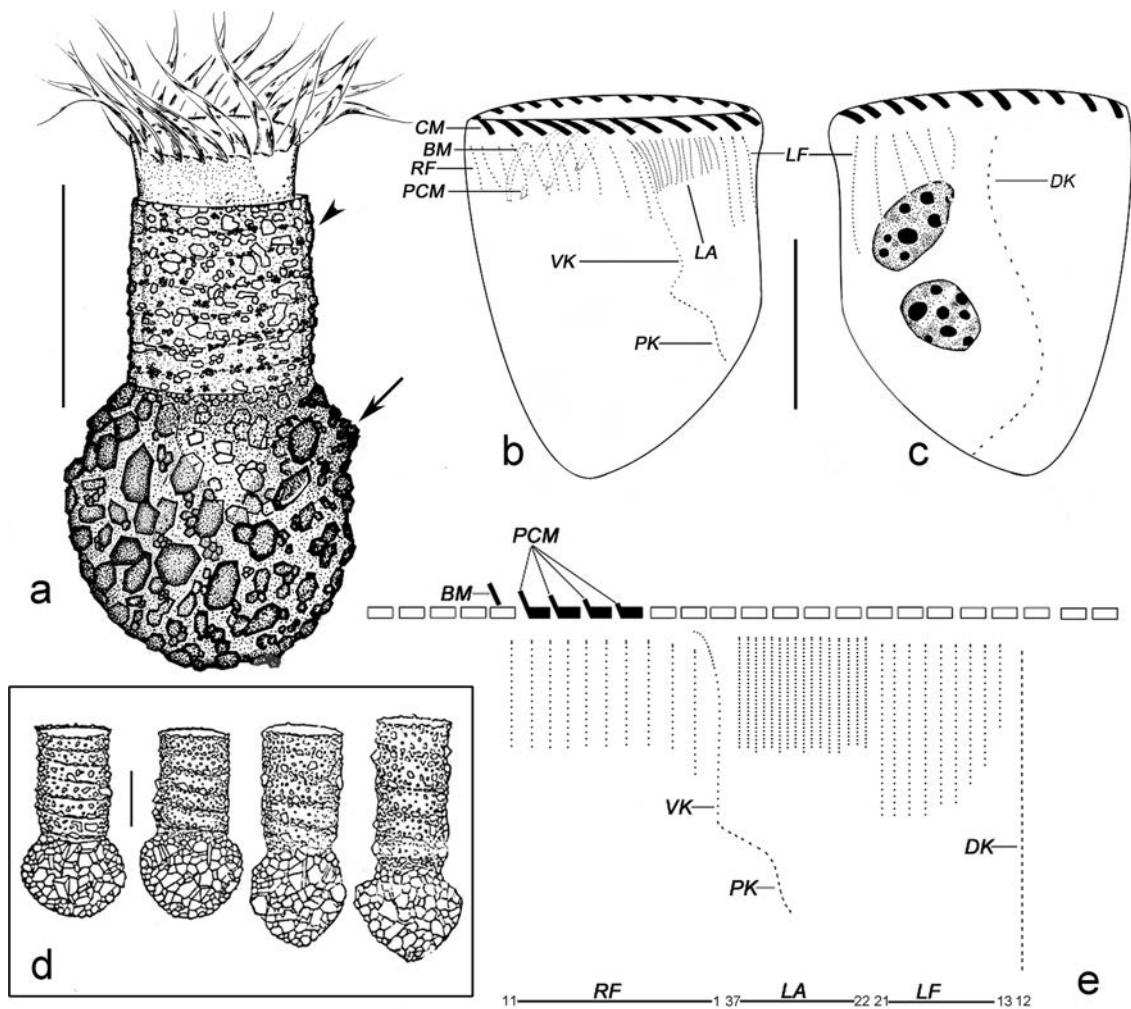 CM
BM
RF
PCM
VK
LA
PK
LF
DK
a
b
c
PCM
BM
VK
PK
DK
d
11 RF 1 37 LA 22 21 LF 13 12
e